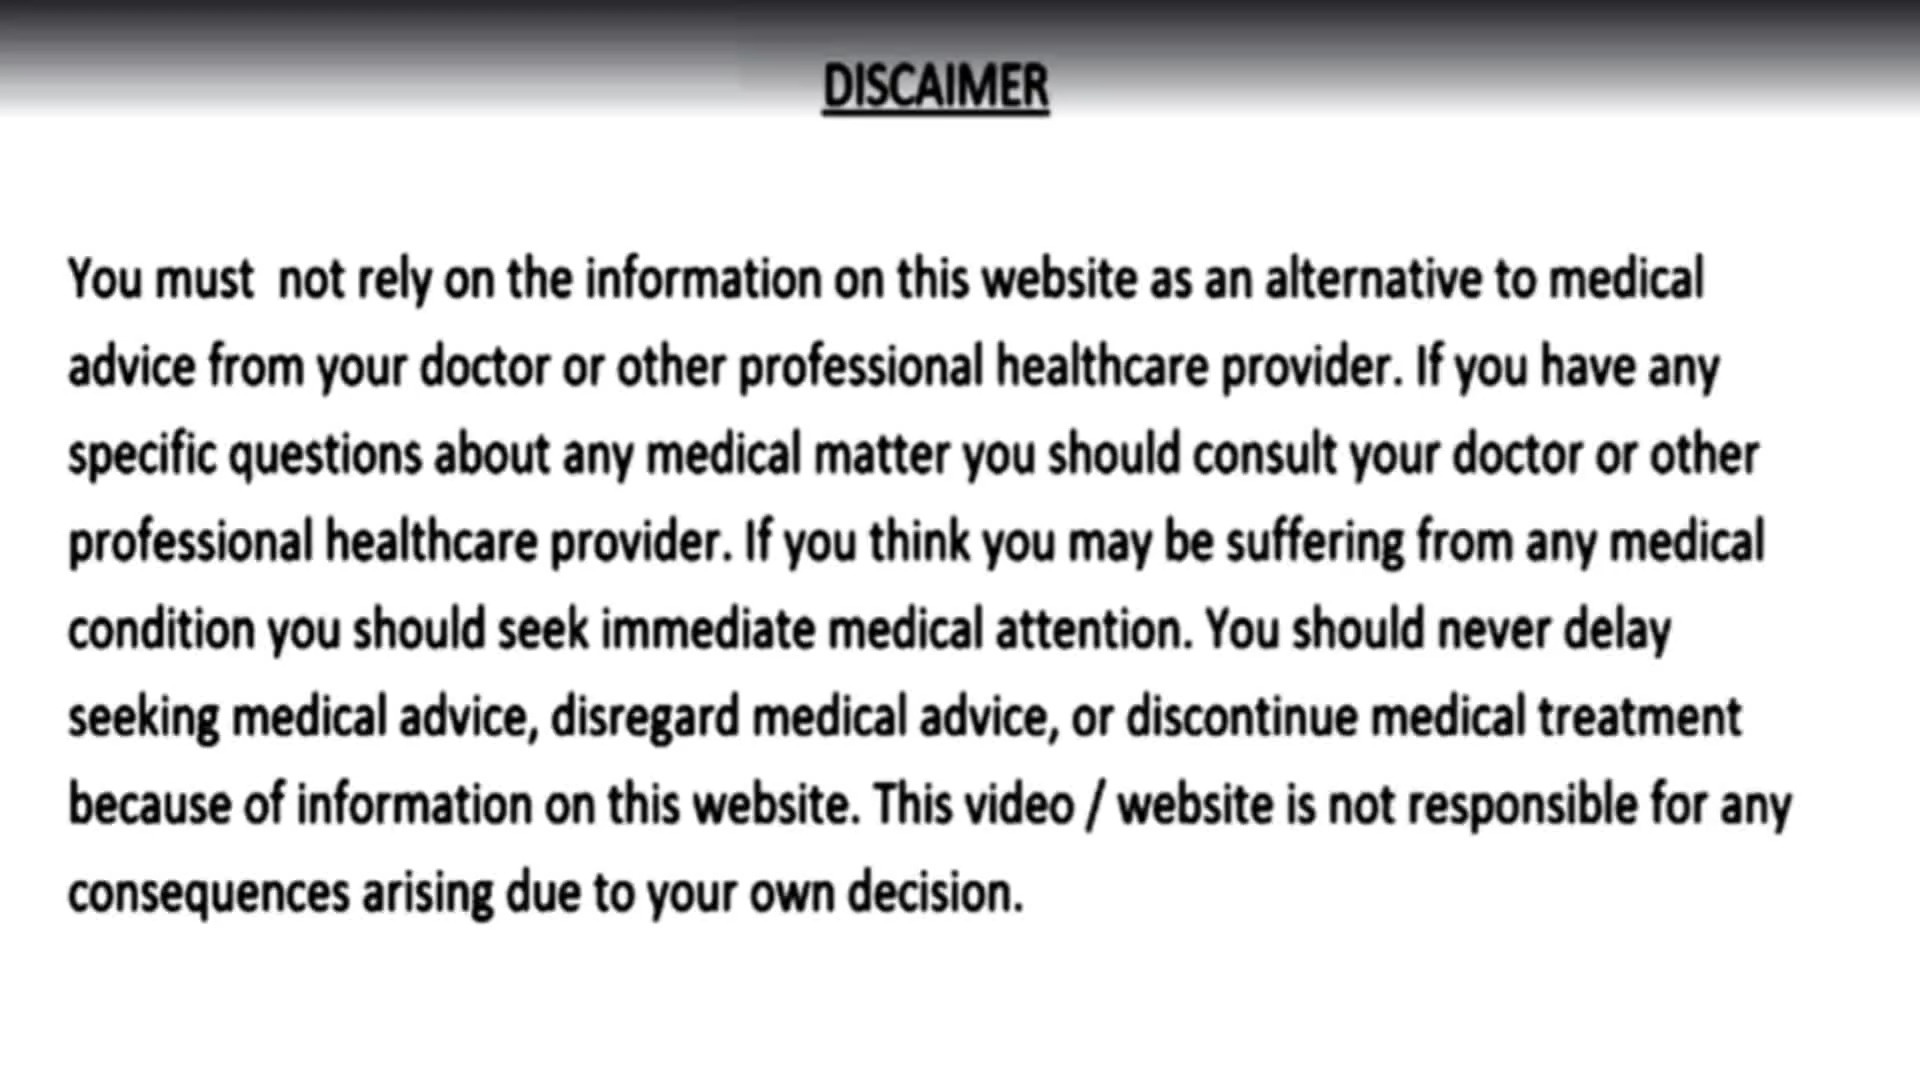 DISCAIMER
You must  not rely on the information on this website as an alternative to medical
advice from your doctor or other professional healthcare provider. If you have any
specific questions about any medical matter you should consult your doctor or other
professional healthcare provider. If you think you may be suffering from any medical
condition you should seek immediate medical attention. You should never delay
seeking medical advice, disregard medical advice, or discontinue medical treatment
because of information on this website. This video / website is not responsible for any
consequences arising due to your own decision.